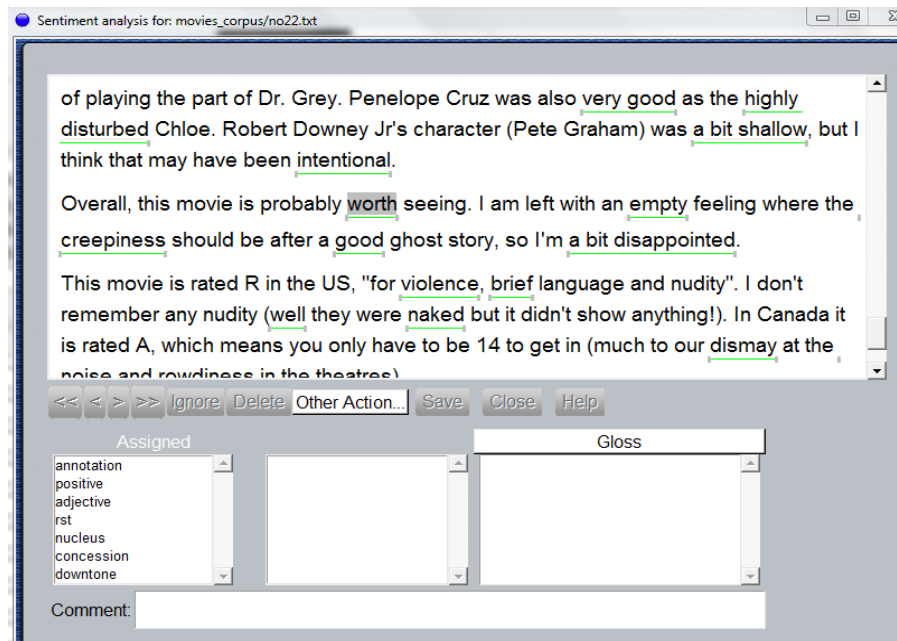 Sentiment analysis for: movies_corpus/no22.txt
of playing the part of Dr. Grey. Penelope Cruz was also very good as the highly
disturbed Chloe. Robert Downey Jr's character (Pete Graham) was a bit shallow, but I
think that may have been intentional.
Overall, this movie is probably worth seeing. I am left with an empty feeling where the
creepiness should be after a good ghost story, so I'm a bit disappointed.
This movie is rated R in the US, "for violence, brief language and nudity". I don't
remember any nudity (well they were naked but it didn't show anything!). In Canada it
is rated A, which means you only have to be 14 to get in (much to our dismay at the
noise and rowdiness in the theatres)
<< < > >> Ignore Delete Other Action... Save Close Help
Assigned Gloss
annotation
positive
adjective
rst
nucleus
concession
downtone
Comment: